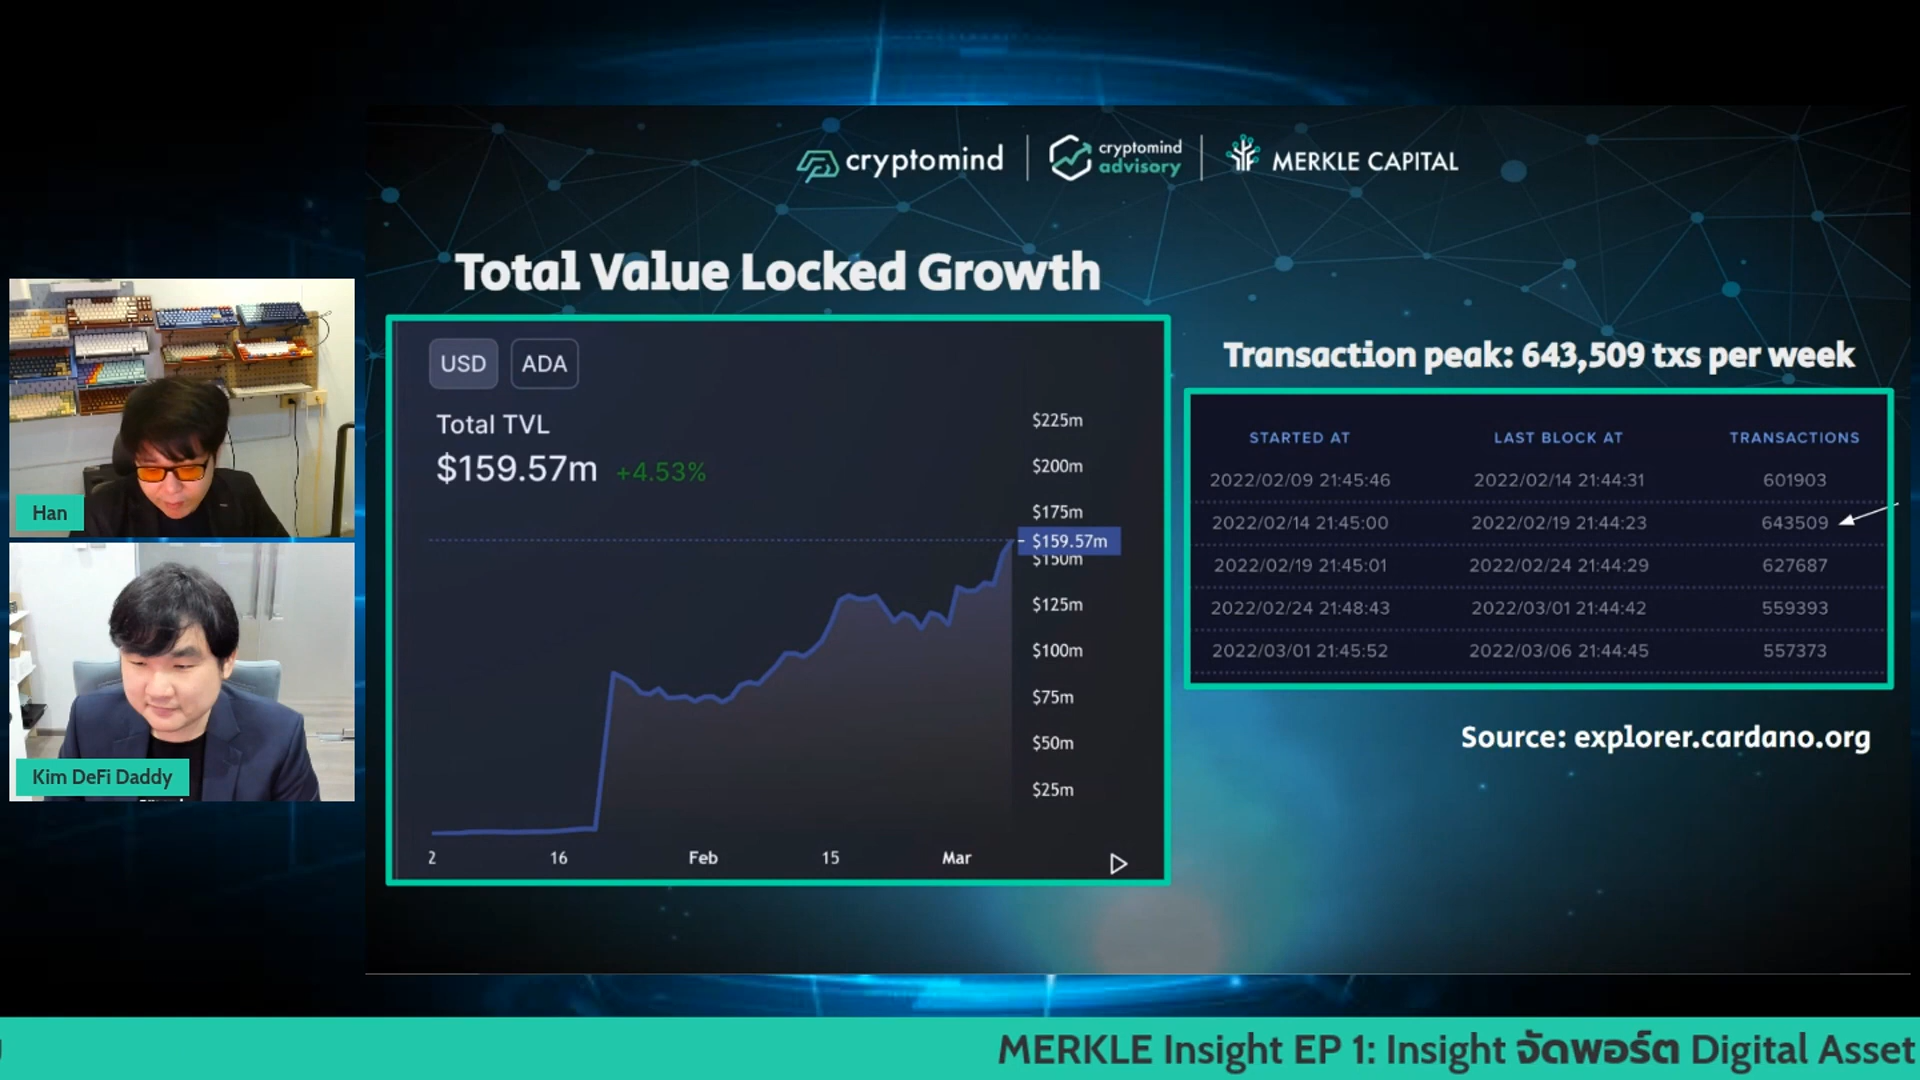 cryptomind
cryptomind
advisory
MERKLE CAPITAL
Total Value Locked Growth
USD
ADA
Total TVL
$159.57m +4.53%
$225m
$200m
$175m
$159.57m
$150m
$125m
$100m
$75m
$50m
$25m
2 16 Feb 15 Mar
Transaction peak: 643,509 txs per week
STARTED AT LAST BLOCK AT TRANSACTIONS
2022/02/09 21:45:46 2022/02/14 21:44:31 601903
2022/02/14 21:45:00 2022/02/19 21:44:23 643509
2022/02/19 21:45:01 2022/02/24 21:44:29 627687
2022/02/24 21:48:43 2022/03/01 21:44:42 559393
2022/03/01 21:45:52 2022/03/06 21:44:45 557373
Source: explorer.cardano.org
Han
Kim DeFi Daddy
MERKLE Insight EP 1: Insight จัดพอร์ต Digital Asset